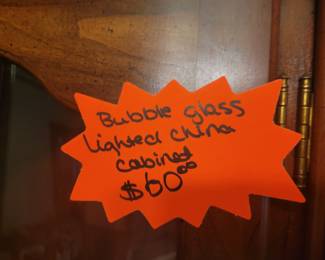 Bubble glass
Lighted china
cabinet
$60.00